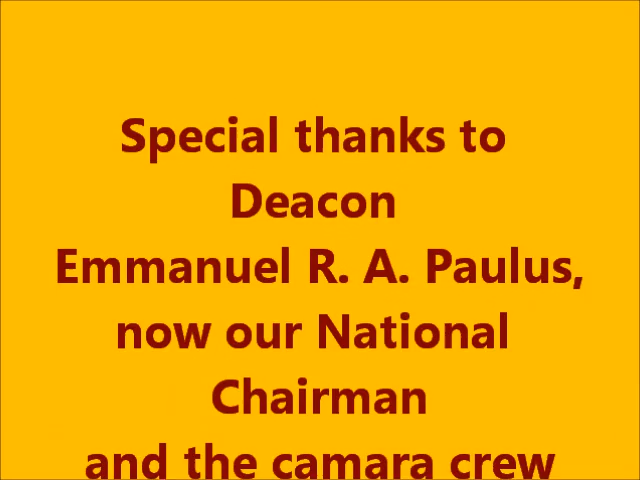 Special thanks to
Deacon
Emmanuel R. A. Paulus,
now our National
Chairman
and the camara crew